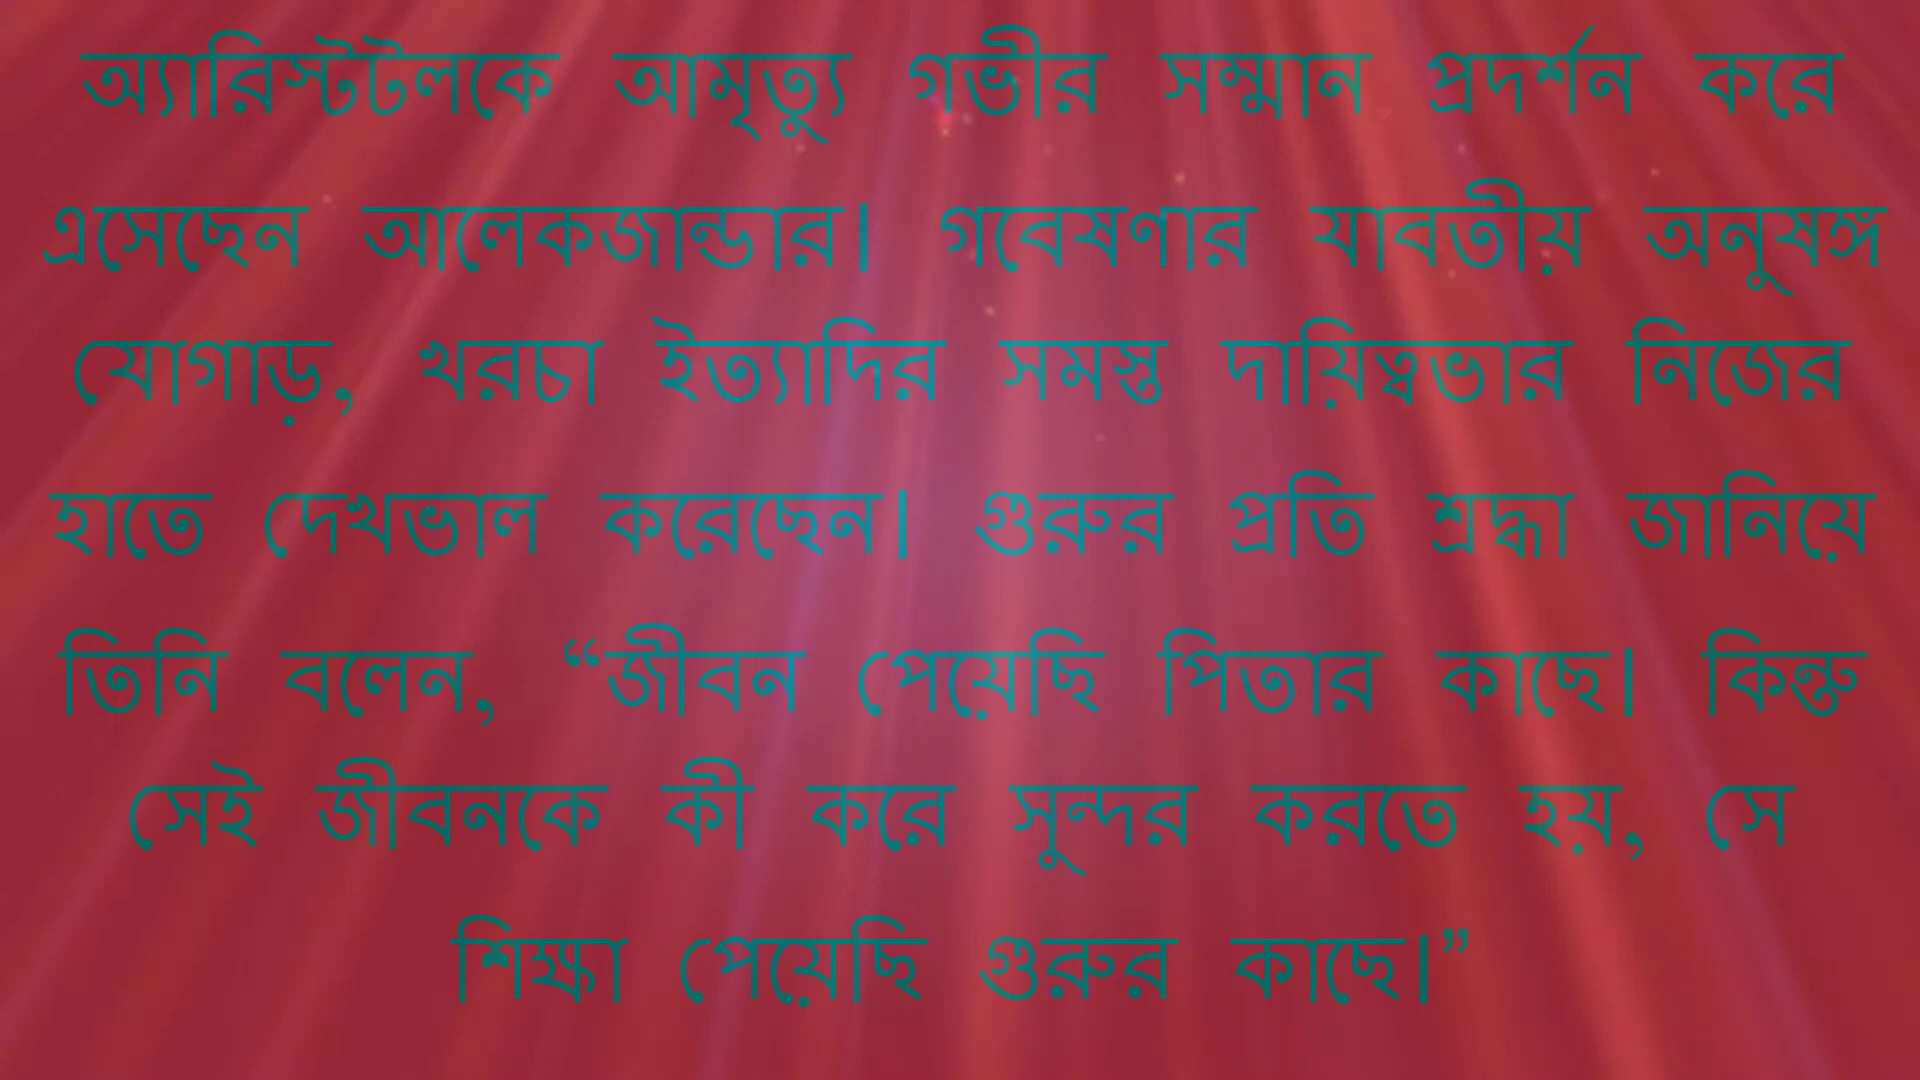 অ্যারিস্টটলকে আমৃত্যু গভীর সম্মান প্রদর্শন করে
এসেছেন আলেকজান্ডার। গবেষণার যাবতীয় অনুষঙ্গ
যোগাড়, খরচা ইত্যাদির সমস্ত দায়িত্বভার নিজের
হাতে দেখভাল করেছেন। গুরুর প্রতি শ্রদ্ধা জানিয়ে
তিনি বলেন, “জীবন পেয়েছি পিতার কাছে। কিন্তু
সেই জীবনকে কী করে সুন্দর করতে হয়, সে
শিক্ষা পেয়েছি গুরুর কাছে।”